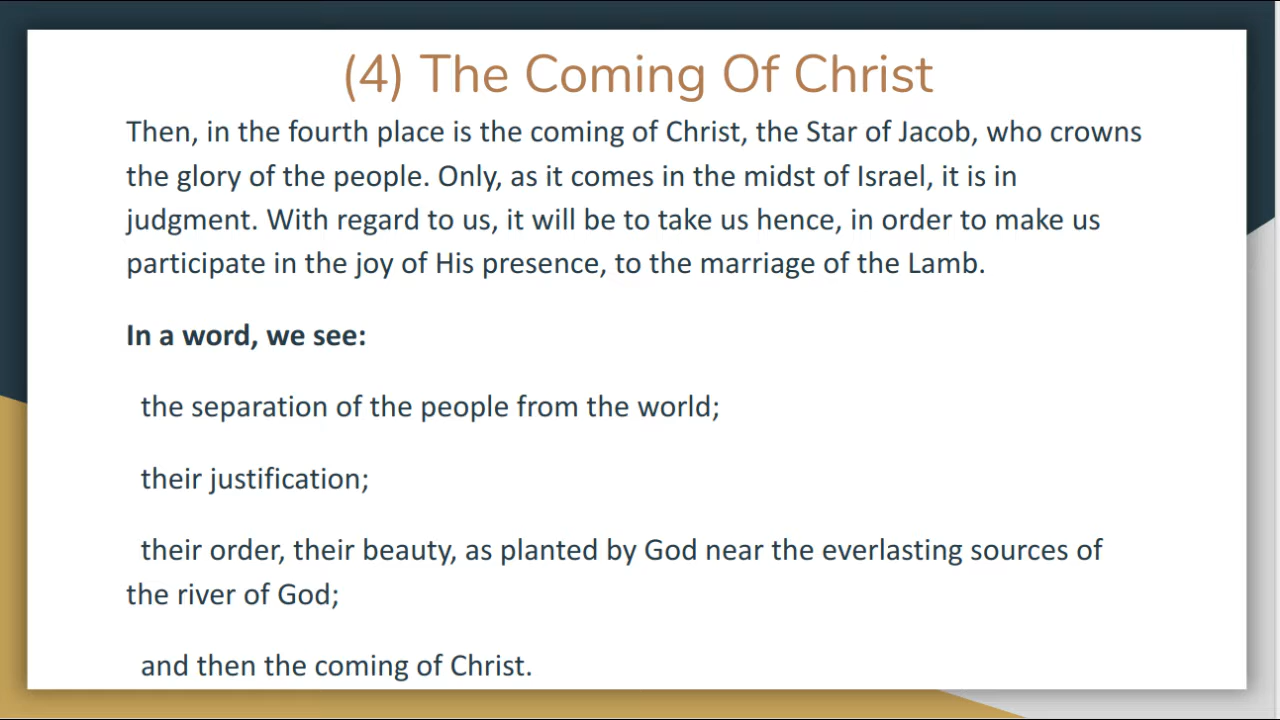 (4) The Coming Of Christ
Then, in the fourth place is the coming of Christ, the Star of Jacob, who crowns
the glory of the people. Only, as it comes in the midst of Israel, it is in
judgment. With regard to us, it will be to take us hence, in order to make us
participate in the joy of His presence, to the marriage of the Lamb.
In a word, we see:
the separation of the people from the world;
their justification;
their order, their beauty, as planted by God near the everlasting sources of
the river of God;
and then the coming of Christ.